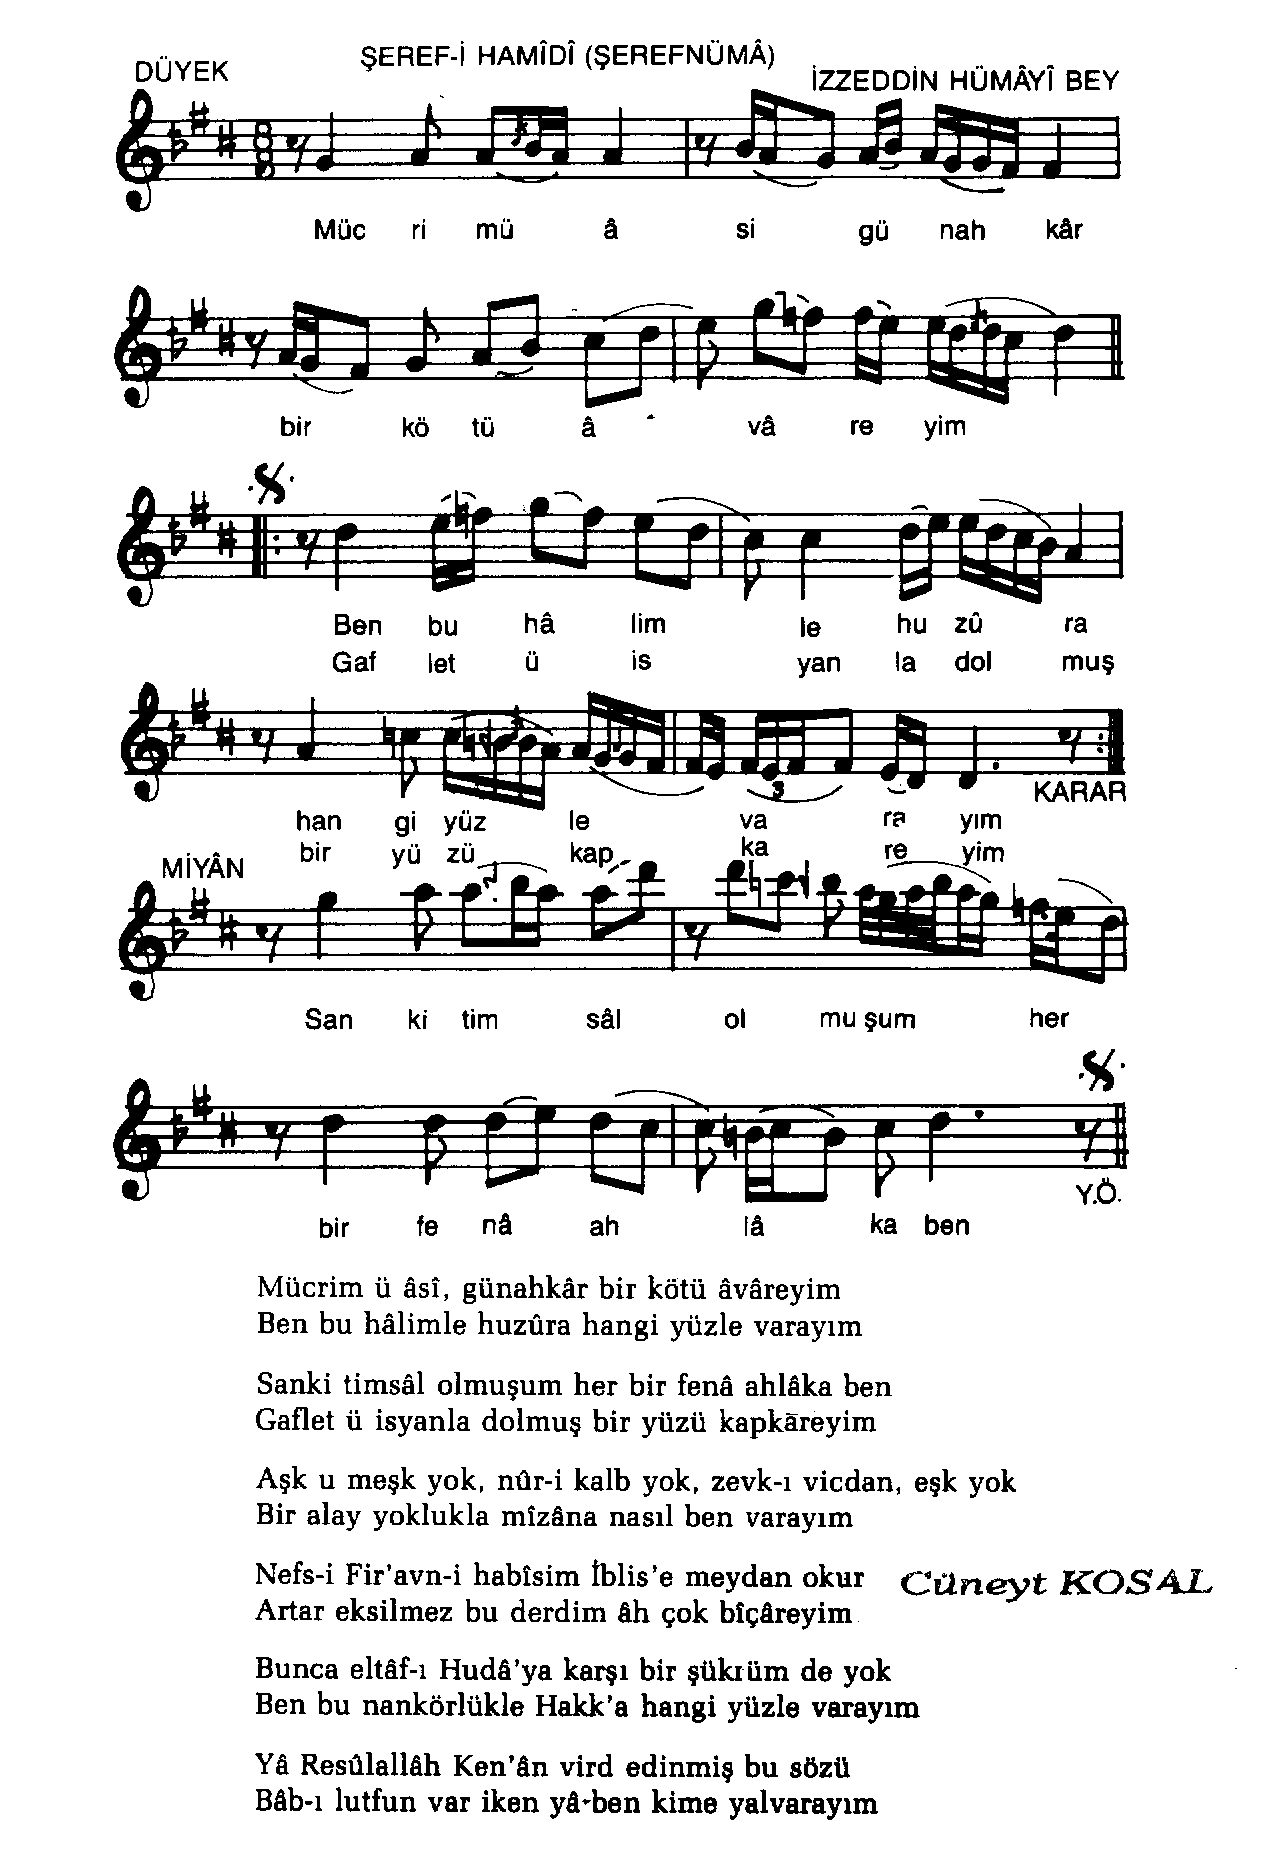 ŞEREF-İ HAMÎDÎ (ŞEREFNÜMÂ)
DÜYEK
İZZEDDİN HÜMÂYÎ BEY
Müc ri mü â si gü nah kâr
bir kö tü â vâ re yim
Ben bu hâ lim le hu zû ra
Gaf let ü is yan la dol muş
KARAR
han gi yüz le va ra yım
bir yü zü kap ka re yim
MİYÂN
San ki tim sâl ol mu şum her
Y.Ö.
bir fe nâ ah lâ ka ben
Mücrim ü âsî, günahkâr bir kötü âvâreyim
Ben bu hâlimle huzûra hangi yüzle varayım
Sanki timsâl olmuşum her bir fenâ ahlâka ben
Gaflet ü isyanla dolmuş bir yüzü kapkāreyim
Aşk u meşk yok, nûr-i kalb yok, zevk-ı vicdan, eşk yok
Bir alay yoklukla mîzâna nasıl ben varayım
Nefs-i Fir'avn-i habîsim İblis'e meydan okur
Cüneyt KOSAL
Artar eksilmez bu derdim âh çok bîçâreyim
Bunca eltâf-ı Hudâ'ya karşı bir şükrüm de yok
Ben bu nankörlükle Hakk'a hangi yüzle varayım
Yâ Resûlallâh Ken'ân vird edinmiş bu sözü
Bâb-ı lutfun var iken yâ-ben kime yalvarayım